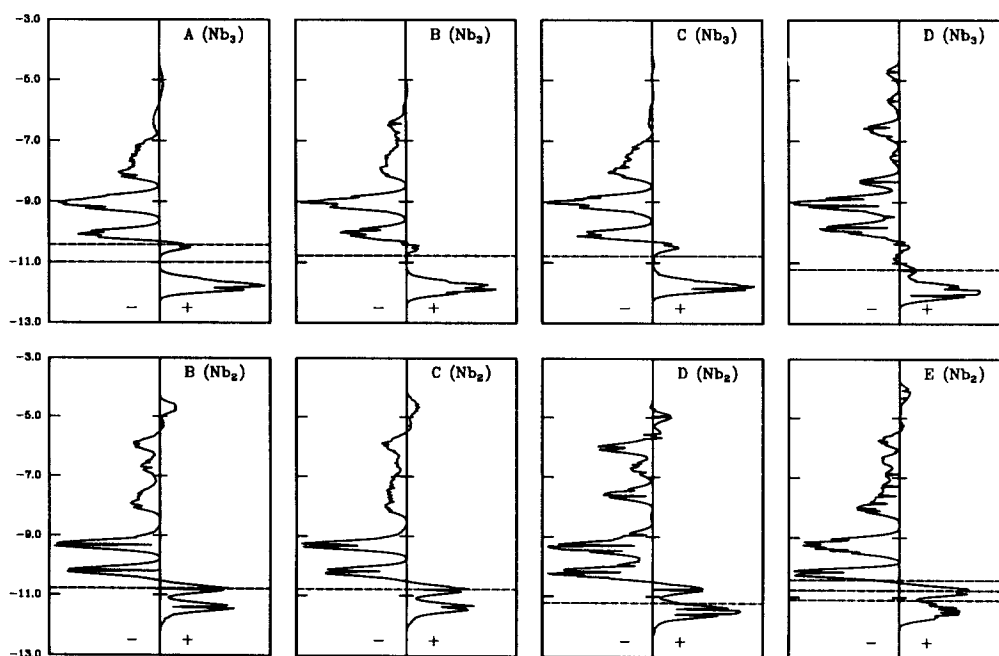 -3.0
-5.0
-7.0
-9.0
-11.0
-13.0
A (Nb₃)
- +
B (Nb₃)
- +
C (Nb₃)
- +
D (Nb₃)
- +
-3.0
-5.0
-7.0
-9.0
-11.0
-13.0
B (Nb₂)
- +
C (Nb₂)
- +
D (Nb₂)
- +
E (Nb₂)
- +